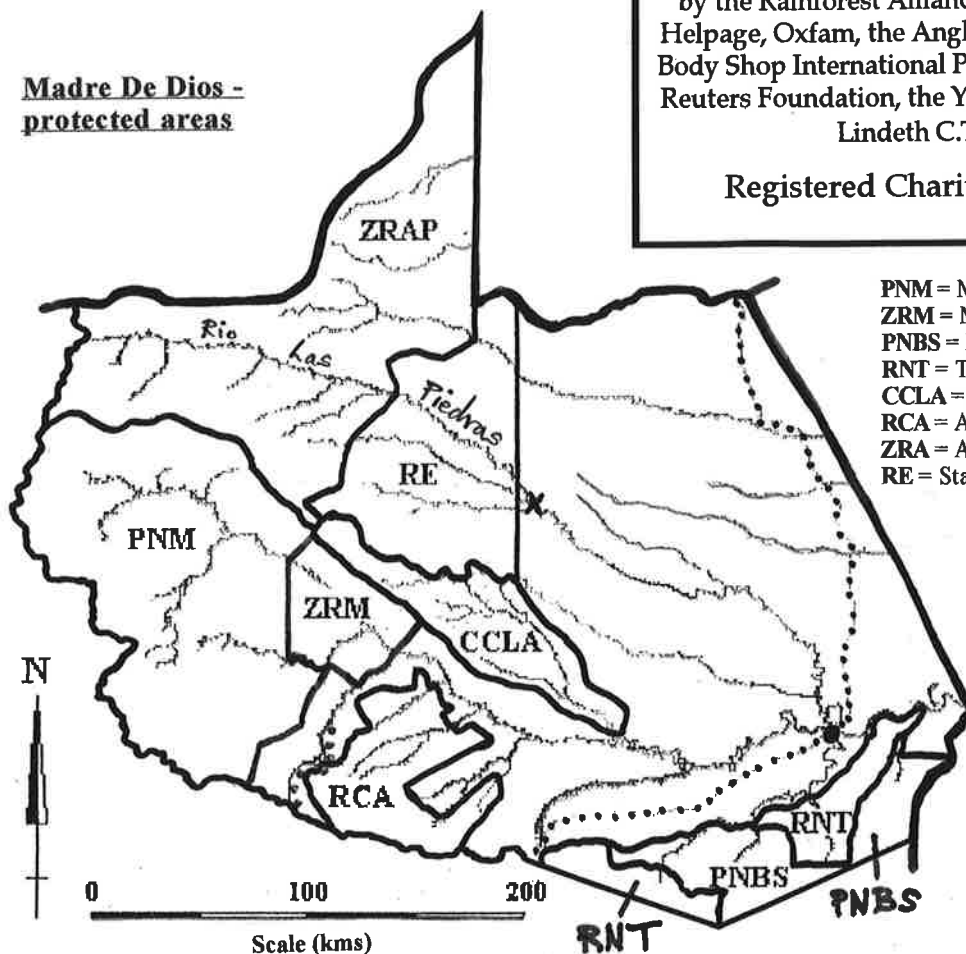 by the Rainforest Allian
Helpage, Oxfam, the Angl
Body Shop International P
Reuters Foundation, the Y
Lindeth C.
Registered Chari
Madre De Dios -
protected areas
ZRAP
PNM = M
ZRM = N
PNBS =
RNT = T
CCLA =
RCA = A
ZRA = A
RE = Sta
Rio
Las
Piedras
RE
X
PNM
ZRM
CCLA
N
RCA
RNT
PNBS
PNBS
RNT
0 100 200
Scale (kms)